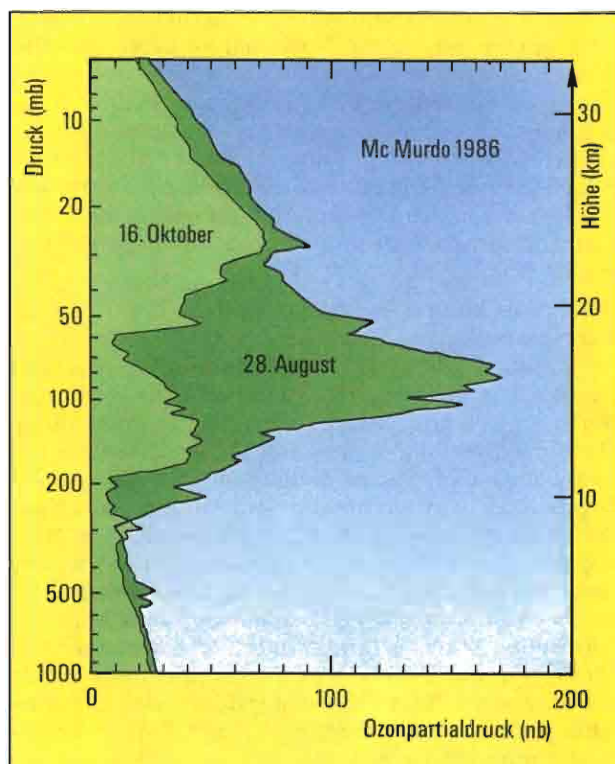 Druck (mb)
10
20
50
100
200
500
1000
Mc Murdo 1986
16. Oktober
28. August
Höhe (km)
30
20
10
0
100
200
Ozonpartialdruck (nb)